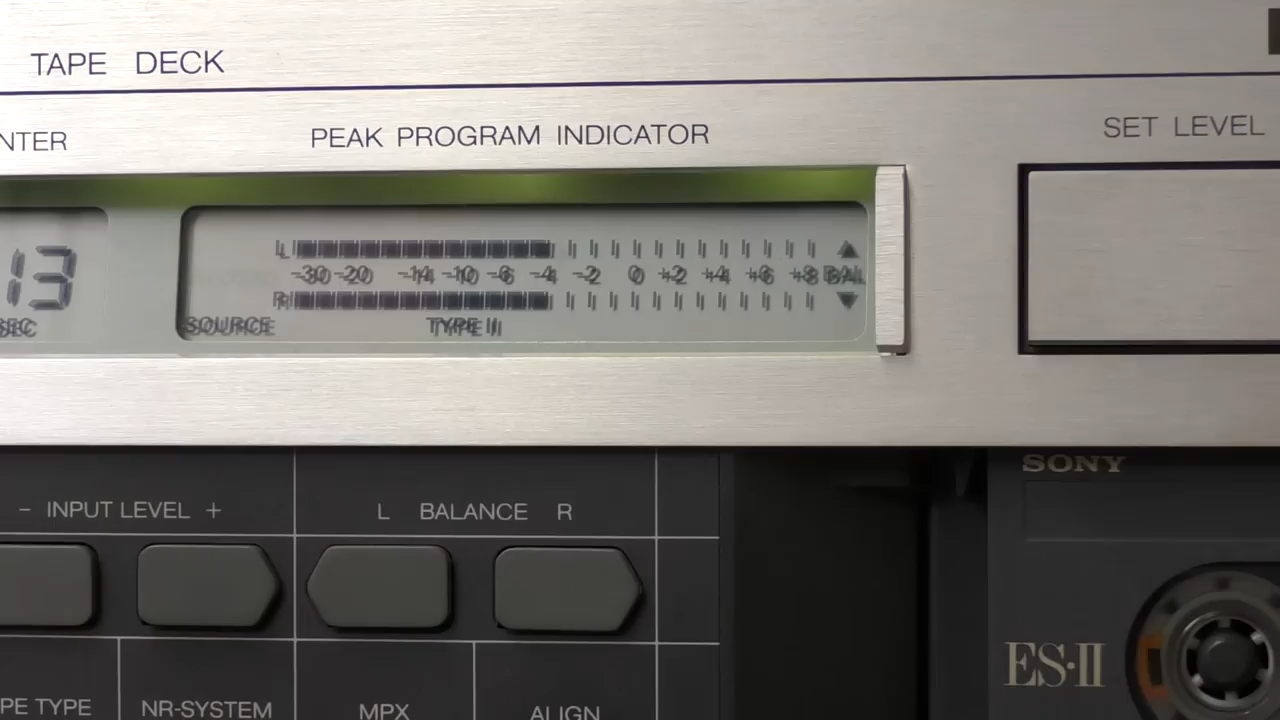 TAPE DECK
NTER
PEAK PROGRAM INDICATOR
SET LEVEL
13
L
-30 -20 -14 -10 -6 -4 -2 0 +2 +4 +6 +8 BAL
R
SEC
SOURCE
TYPE II
SONY
- INPUT LEVEL +
L BALANCE R
ES·II
PE TYPE
NR-SYSTEM
MPX
ALIGN